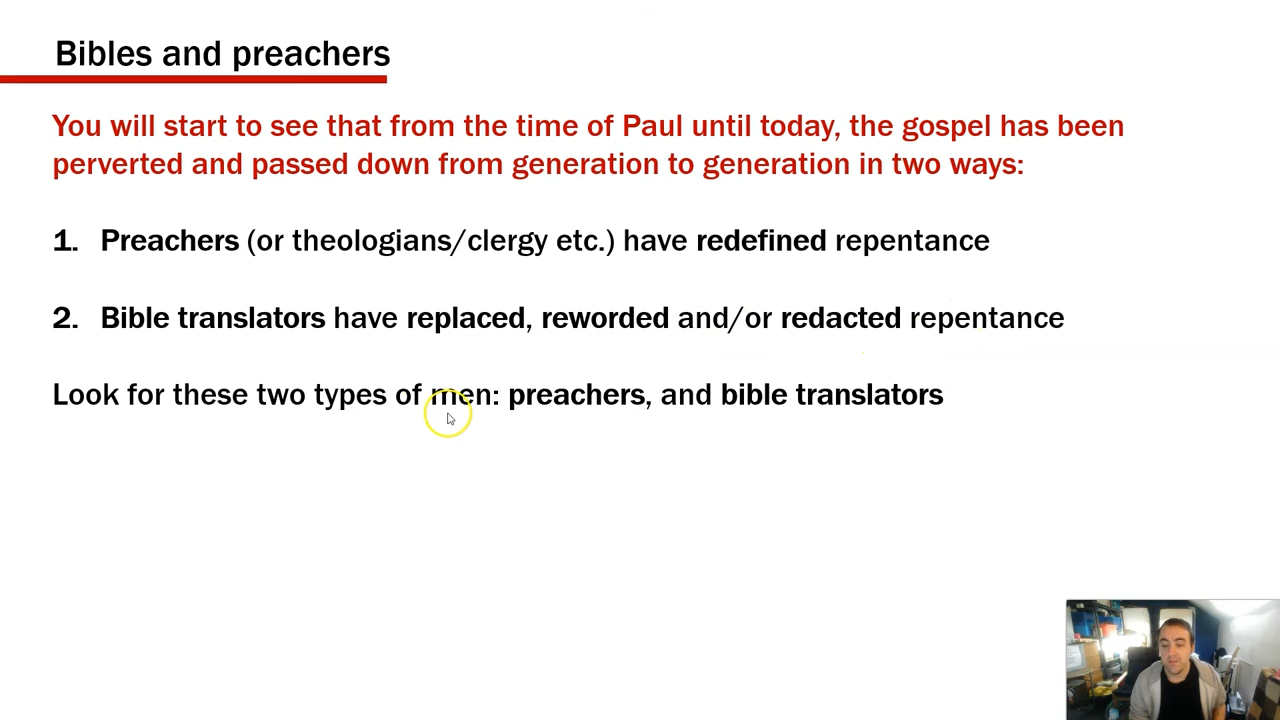 Bibles and preachers
You will start to see that from the time of Paul until today, the gospel has been
perverted and passed down from generation to generation in two ways:
1. Preachers (or theologians/clergy etc.) have redefined repentance
2. Bible translators have replaced, reworded and/or redacted repentance
Look for these two types of men: preachers, and bible translators